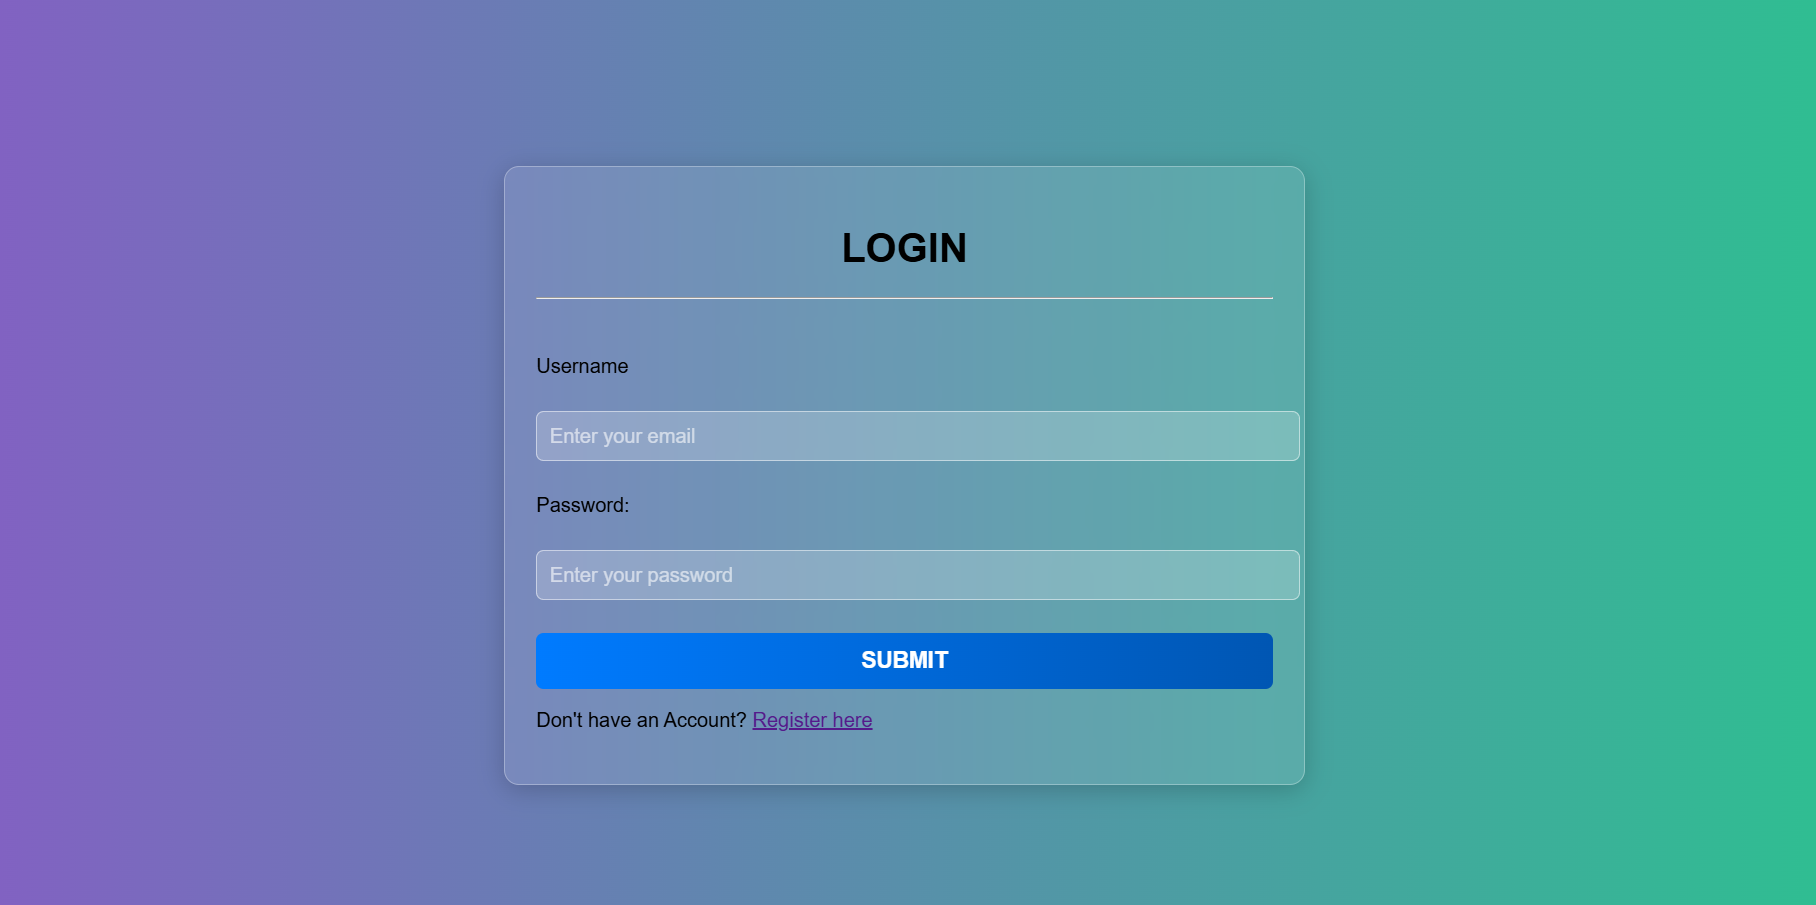 LOGIN
Username
Enter your email
Password:
Enter your password
SUBMIT
Don't have an Account? Register here